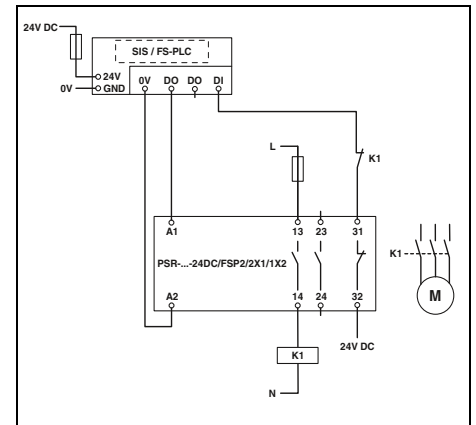 24V DC
SIS / FS-PLC
24V
0V
GND
0V DO DO DI
L
K1
A1 13 23 31
PSR-...-24DC/FSP2/2X1/1X2
K1
M
A2 14 24 32
24V DC
K1
N